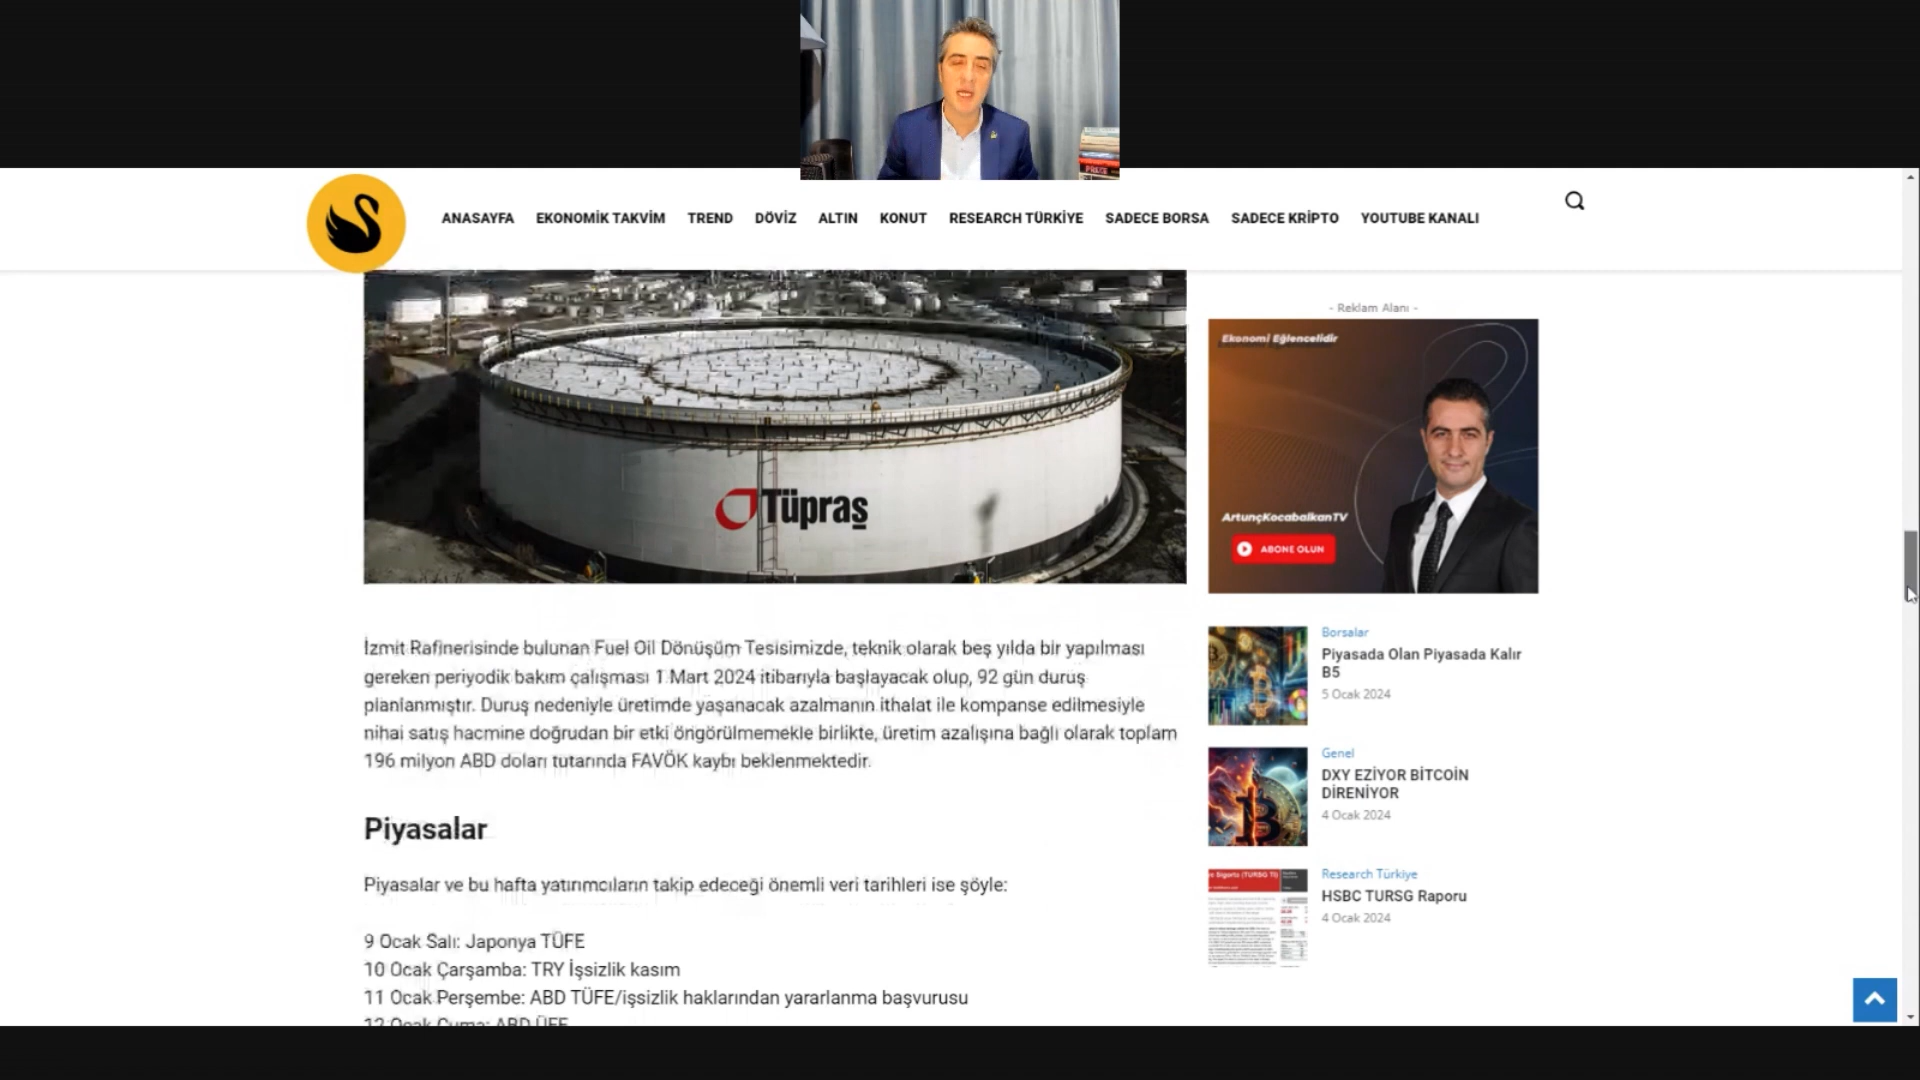 PRICE
ANASAYFA EKONOMİK TAKVİM TREND DÖVİZ ALTIN KONUT RESEARCH TÜRKİYE SADECE BORSA SADECE KRİPTO YOUTUBE KANALI
Tüpraş
İzmit Rafinerisinde bulunan Fuel Oil Dönüşüm Tesisimizde, teknik olarak beş yılda bir yapılması
gereken periyodik bakım çalışması 1 Mart 2024 itibarıyla başlayacak olup, 92 gün duruş
planlanmıştır. Duruş nedeniyle üretimde yaşanacak azalmanın ithalat ile kompanse edilmesiyle
nihai satış hacmine doğrudan bir etki öngörülmemekle birlikte, üretim azalışına bağlı olarak toplam
196 milyon ABD doları tutarında FAVÖK kaybı beklenmektedir.
Piyasalar
Piyasalar ve bu hafta yatırımcıların takip edeceği önemli veri tarihleri ise şöyle:
9 Ocak Salı: Japonya TÜFE
10 Ocak Çarşamba: TRY İşsizlik kasım
11 Ocak Perşembe: ABD TÜFE/işsizlik haklarından yararlanma başvurusu
12 Ocak Cuma: ABD ÜFE
- Reklam Alanı -
Ekonomi Eğlencelidir
ArtunçKocabalkanTV
ABONE OLUN
Borsalar
Piyasada Olan Piyasada Kalır
B5
5 Ocak 2024
Genel
DXY EZİYOR BİTCOİN
DİRENİYOR
4 Ocak 2024
Research Türkiye
HSBC TURSG Raporu
4 Ocak 2024